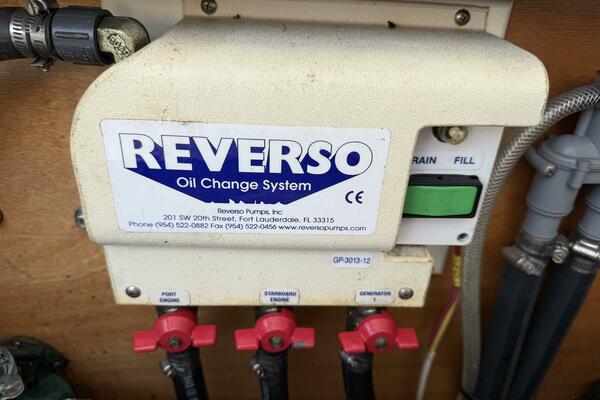 REVERSO
Oil Change System
CE
Reverso Pumps, Inc
201 SW 20th Street, Fort Lauderdale, FL 33315
Phone (954) 522-0882 Fax (954) 522-0456 www.reversopumps.com
RAIN FILL
GP-3013-12
PORT ENGINE
STARBOARD ENGINE
GENERATOR 1